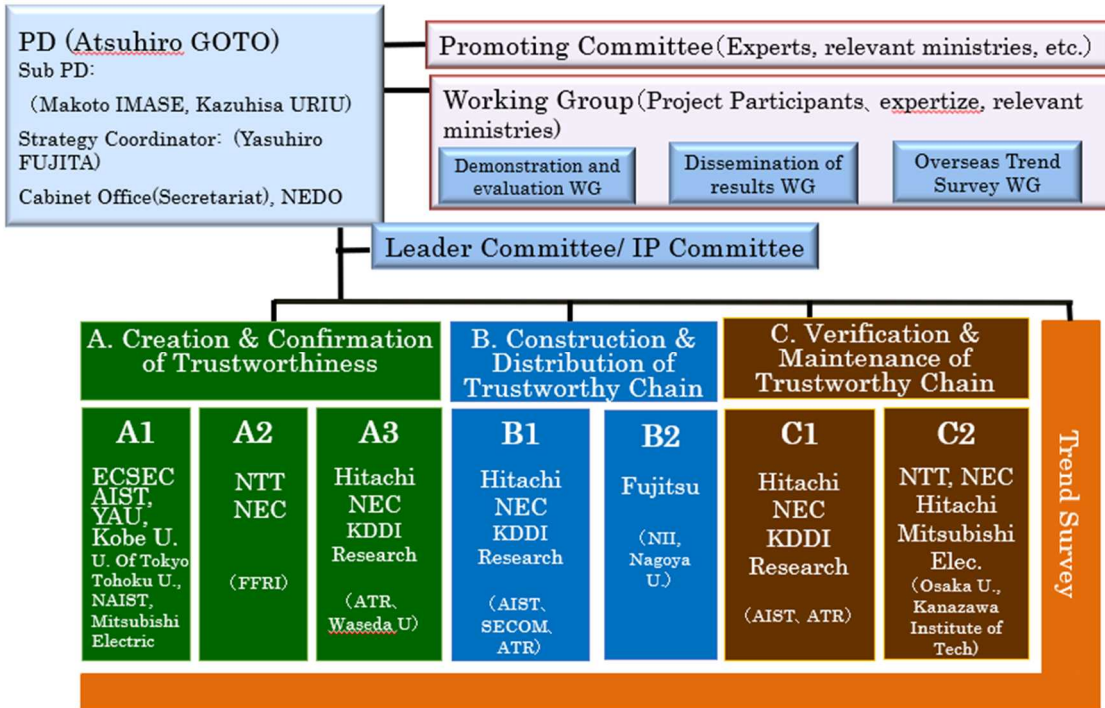 PD (Atsuhiro GOTO)
Sub PD:
（Makoto IMASE, Kazuhisa URIU)
Strategy Coordinator:（Yasuhiro
FUJITA)
Cabinet Office(Secretariat), NEDO
Promoting Committee（Experts, relevant ministries, etc.）
Working Group（Project Participants、expertize, relevant
ministries)
Demonstration and
evaluation WG
Dissemination of
results WG
Overseas Trend
Survey WG
Leader Committee/ IP Committee
A. Creation & Confirmation
of Trustworthiness
B. Construction &
Distribution of
Trustworthy Chain
C. Verification &
Maintenance of
Trustworthy Chain
A1
ECSEC
AIST,
YAU,
Kobe U.
U. Of Tokyo
Tohoku U.,
NAIST,
Mitsubishi
Electric
A2
NTT
NEC
（FFRI）
A3
Hitachi
NEC
KDDI
Research
（ATR、
Waseda U）
B1
Hitachi
NEC
KDDI
Research
（AIST、
SECOM、
ATR）
B2
Fujitsu
（NII,
Nagoya
U.）
C1
Hitachi
NEC
KDDI
Research
（AIST、ATR）
C2
NTT, NEC
Hitachi
Mitsubishi
Elec.
（Osaka U.,
Kanazawa
Institute of
Tech）
Trend Survey